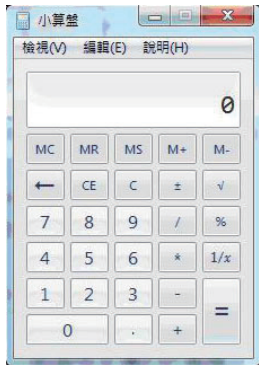 小算盤
檢視(V) 編輯(E) 說明(H)
0
MC MR MS M+ M-
← CE C ± √
7 8 9 / %
4 5 6 * 1/x
1 2 3 - =
0 . +